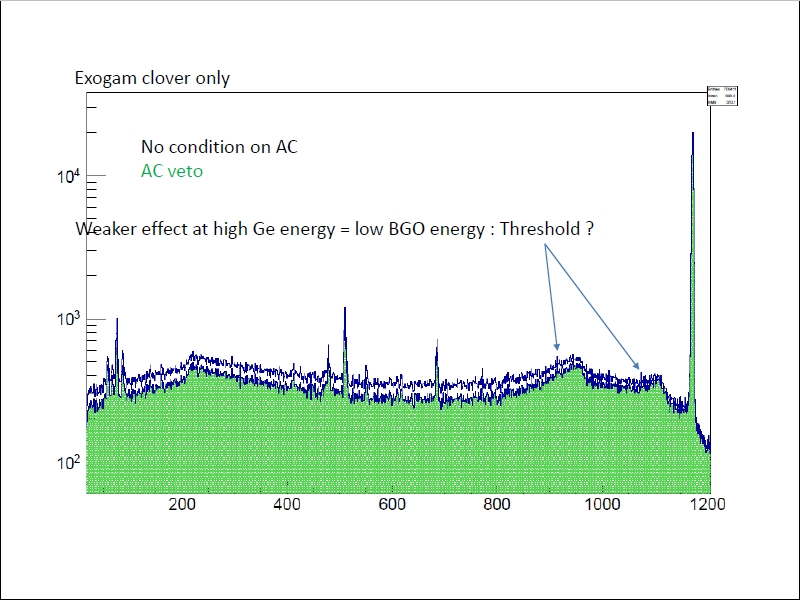 Exogam clover only
No condition on AC
AC veto
Weaker effect at high Ge energy = low BGO energy : Threshold ?
10⁴
10³
10²
200 400 600 800 1000 1200